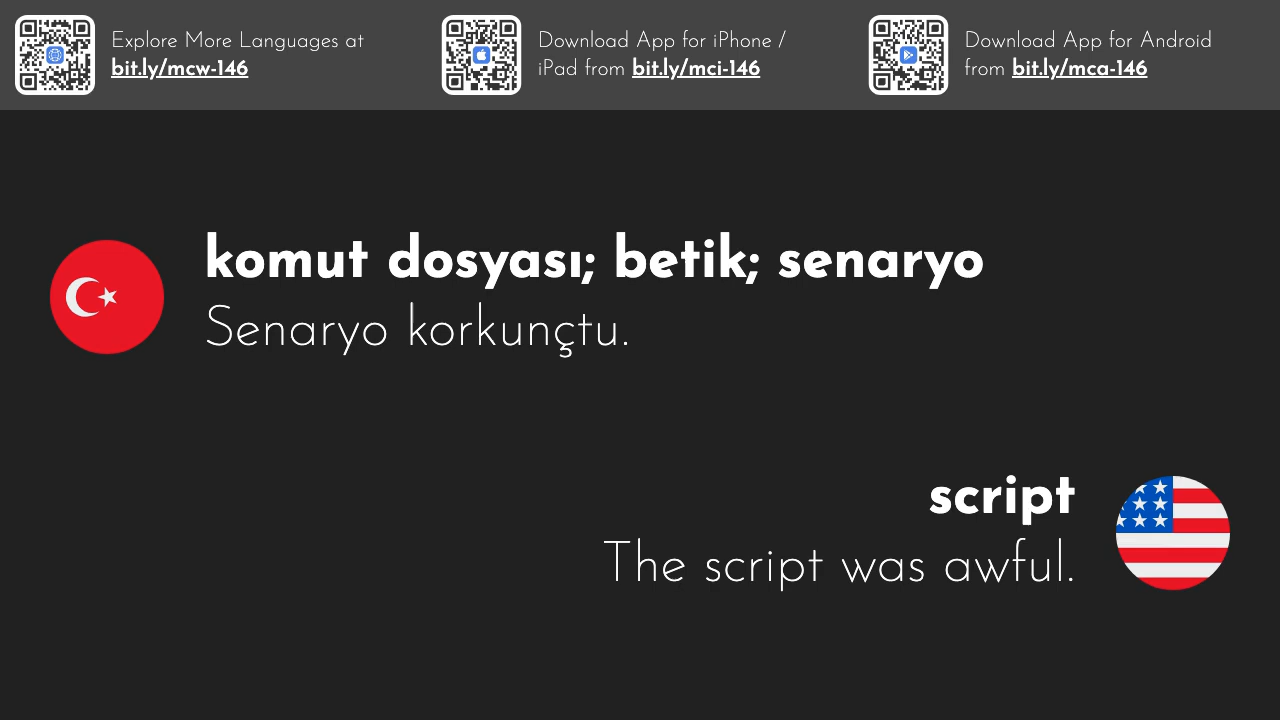 Explore More Languages at
bit.ly/mcw-146
Download App for iPhone /
iPad from bit.ly/mci-146
Download App for Android
from bit.ly/mca-146
komut dosyası; betik; senaryo
Senaryo korkunçtu.
script
The script was awful.